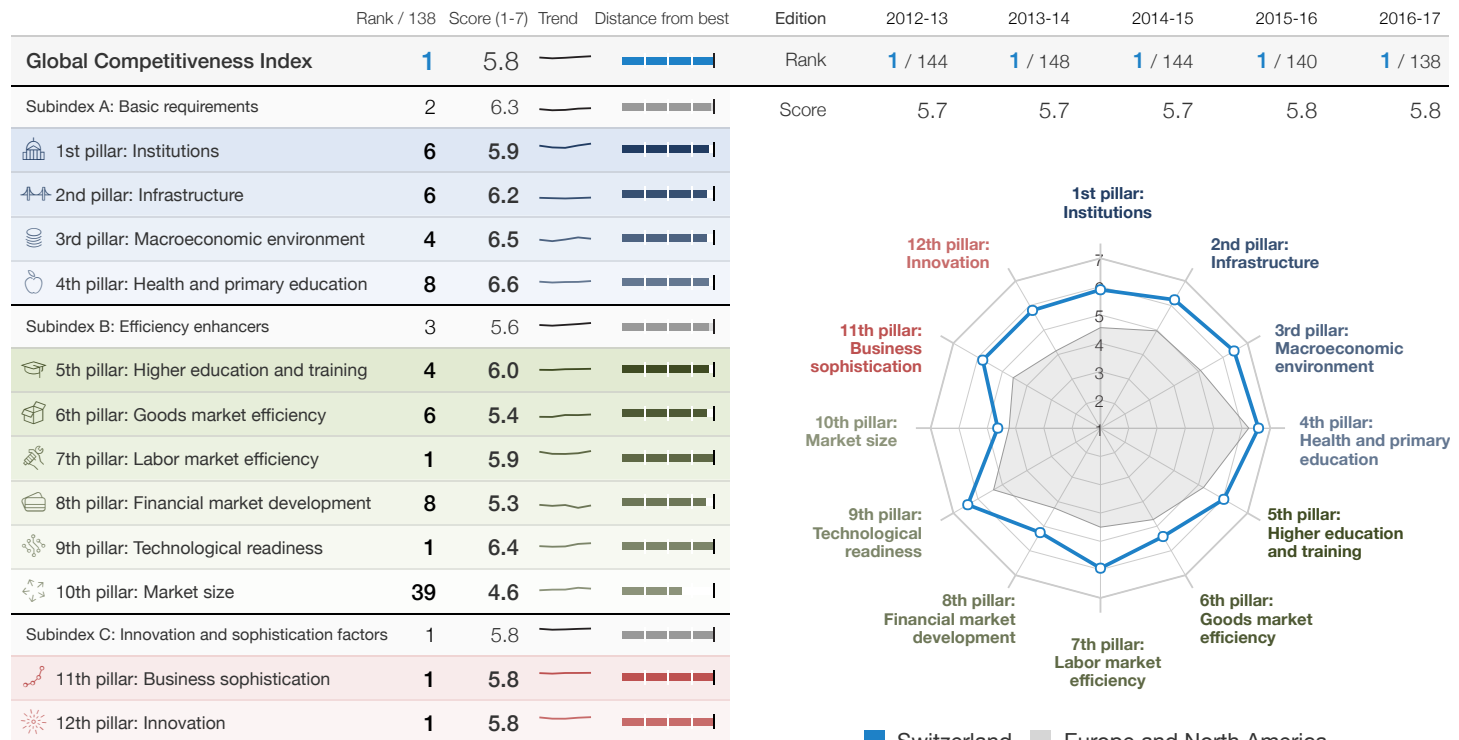 Rank / 138 Score (1-7) Trend Distance from best
Global Competitiveness Index 1 5.8
Subindex A: Basic requirements 2 6.3
1st pillar: Institutions 6 5.9
2nd pillar: Infrastructure 6 6.2
3rd pillar: Macroeconomic environment 4 6.5
4th pillar: Health and primary education 8 6.6
Subindex B: Efficiency enhancers 3 5.6
5th pillar: Higher education and training 4 6.0
6th pillar: Goods market efficiency 6 5.4
7th pillar: Labor market efficiency 1 5.9
8th pillar: Financial market development 8 5.3
9th pillar: Technological readiness 1 6.4
10th pillar: Market size 39 4.6
Subindex C: Innovation and sophistication factors 1 5.8
11th pillar: Business sophistication 1 5.8
12th pillar: Innovation 1 5.8
Edition 2012-13 2013-14 2014-15 2015-16 2016-17
Rank 1 / 144 1 / 148 1 / 144 1 / 140 1 / 138
Score 5.7 5.7 5.7 5.8 5.8
1st pillar:
Institutions
2nd pillar:
Infrastructure
3rd pillar:
Macroeconomic
environment
4th pillar:
Health and primary
education
5th pillar:
Higher education
and training
6th pillar:
Goods market
efficiency
7th pillar:
Labor market
efficiency
8th pillar:
Financial market
development
9th pillar:
Technological
readiness
10th pillar:
Market size
11th pillar:
Business
sophistication
12th pillar:
Innovation
7
6
5
4
3
2
1
Switzerland Europe and North America